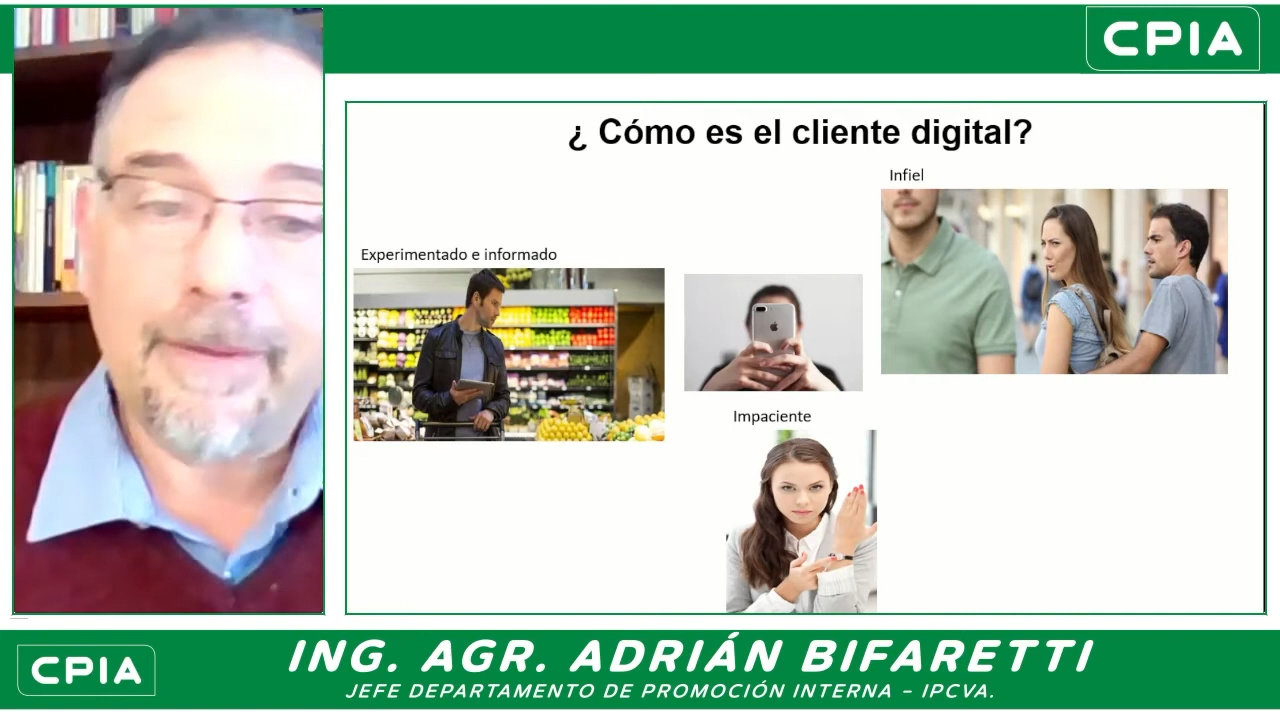 CPIA
¿ Cómo es el cliente digital?
Infiel
Experimentado e informado
Impaciente
CPIA
ING. AGR. ADRIÁN BIFARETTI
JEFE DEPARTAMENTO DE PROMOCIÓN INTERNA – IPCVA.